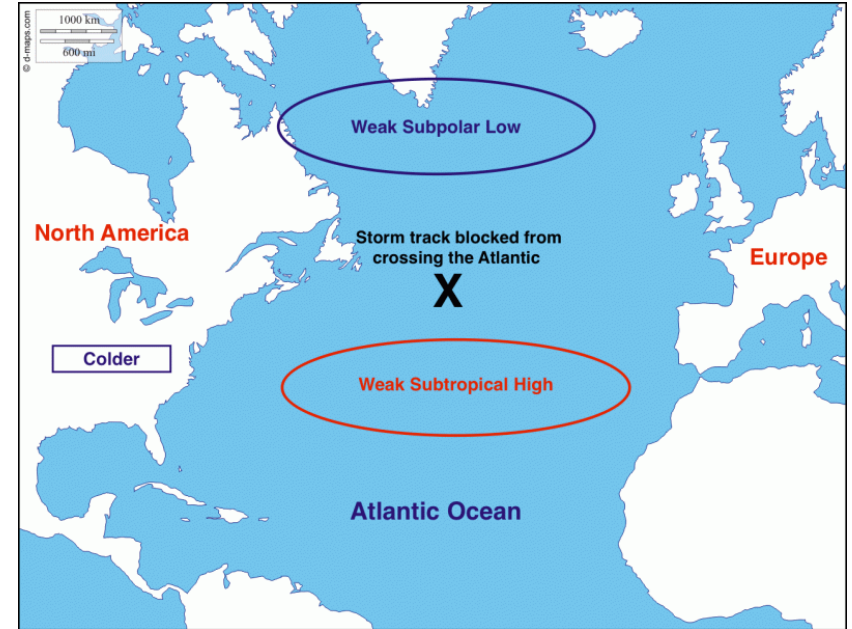 © d-maps.com
1000 km
600 mi
Weak Subpolar Low
North America
Storm track blocked from
crossing the Atlantic
X
Europe
Colder
Weak Subtropical High
Atlantic Ocean